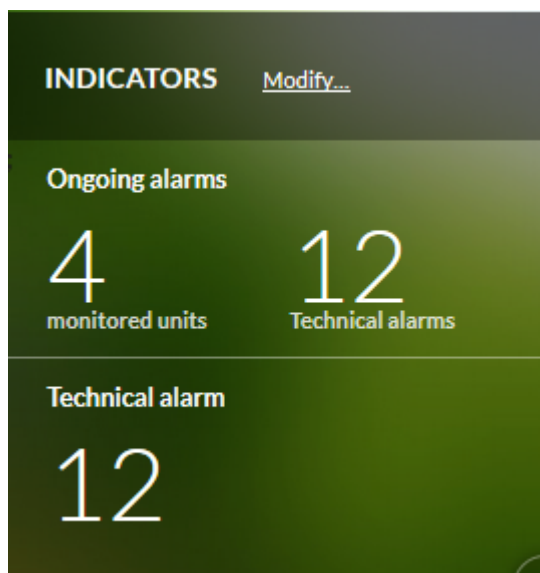 INDICATORS Modify...
Ongoing alarms
4 12
monitored units Technical alarms
Technical alarm
12